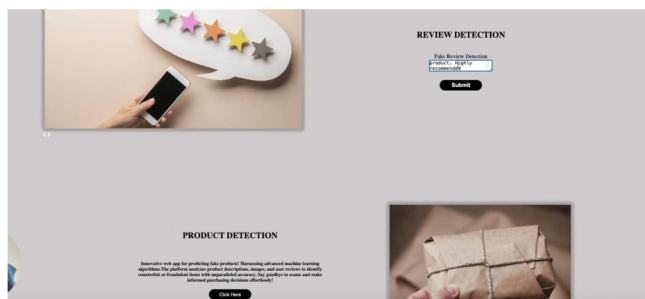 REVIEW DETECTION
Fake Review Detection
product. Highly
recommended
Submit
PRODUCT DETECTION
Innovative web app for predicting fake products! Harnessing advanced machine learning
algorithms.The platform analyzes product descriptions, images, and user reviews to identify
counterfeit or fraudulent items with unparalleled accuracy. Say goodbye to scams and make
informed purchasing decisions effortlessly!
Click Here